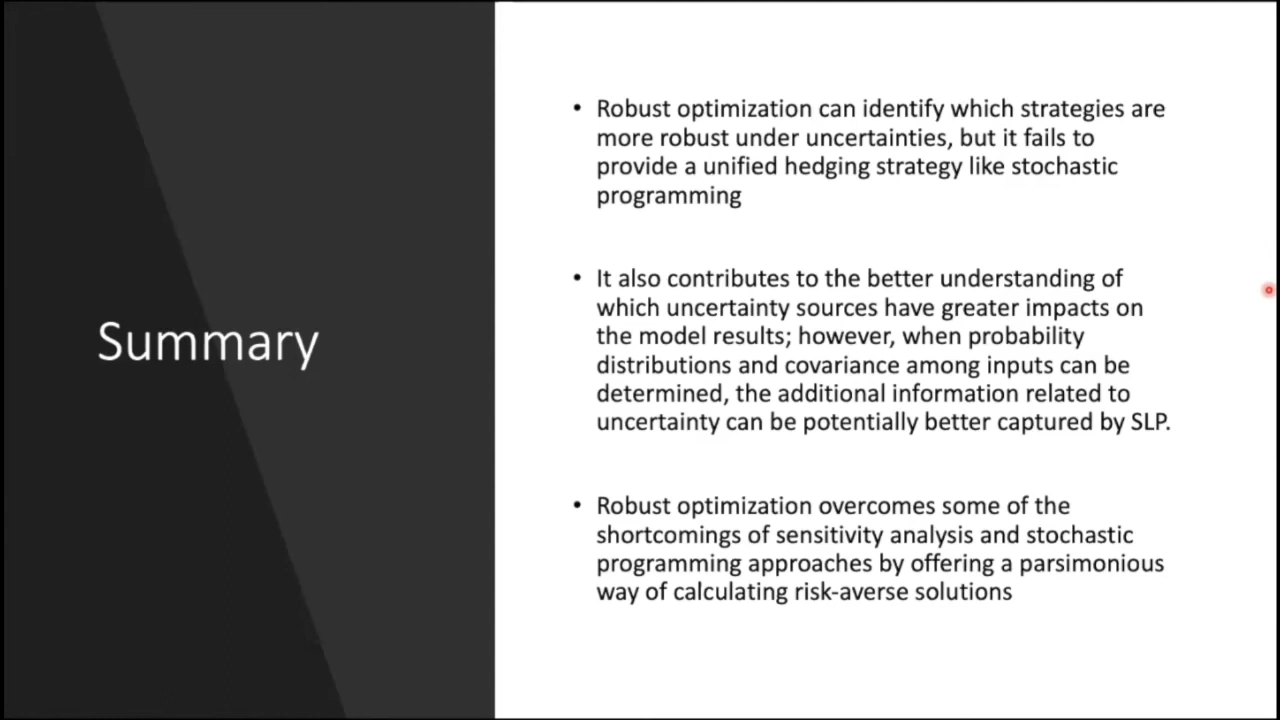 Summary
• Robust optimization can identify which strategies are
more robust under uncertainties, but it fails to
provide a unified hedging strategy like stochastic
programming
• It also contributes to the better understanding of
which uncertainty sources have greater impacts on
the model results; however, when probability
distributions and covariance among inputs can be
determined, the additional information related to
uncertainty can be potentially better captured by SLP.
• Robust optimization overcomes some of the
shortcomings of sensitivity analysis and stochastic
programming approaches by offering a parsimonious
way of calculating risk-averse solutions